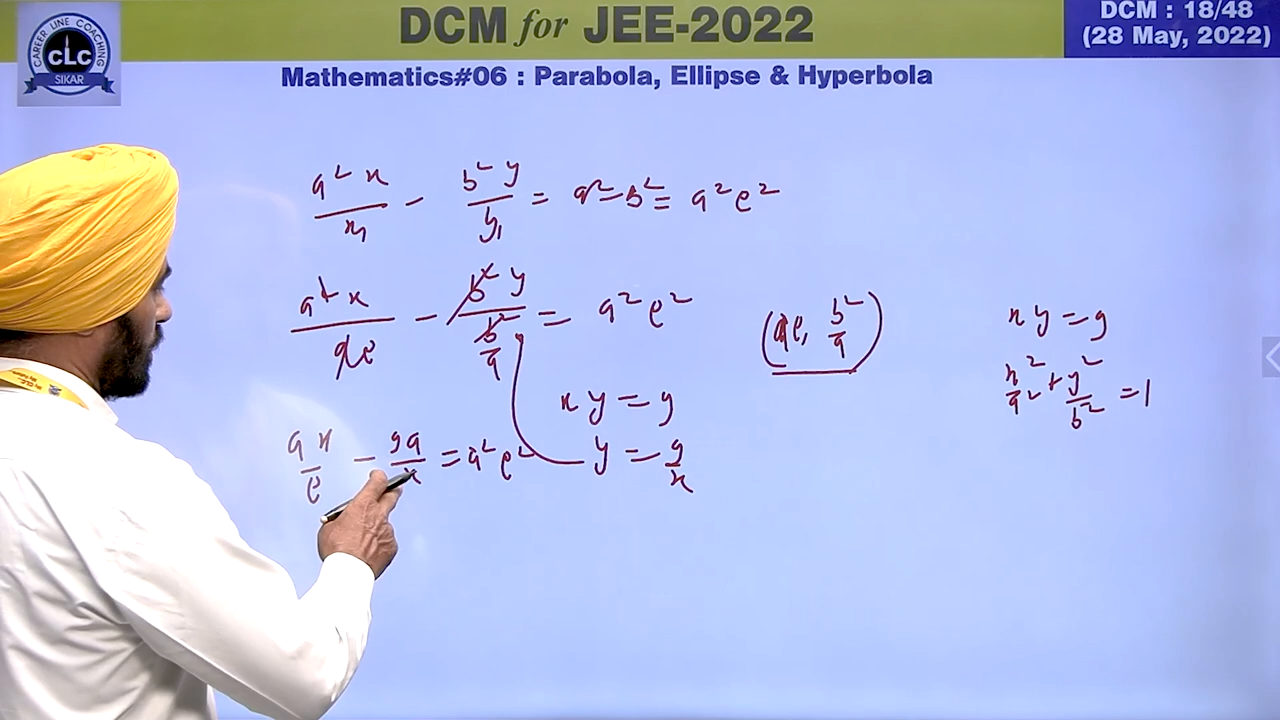 DCM for JEE-2022
DCM : 18/48
(28 May, 2022)
CAREER LINE COACHING
CLC
SIKAR
Mathematics#06 : Parabola, Ellipse & Hyperbola
a²x/x₁ - b²y/y₁ = a²-b² = a²e²
a²x/ae - b²y/(b²/a) = a²e²
(ae, b²/a)
xy = 9
x²/a² + y²/b² = 1
xy = 9
ax/e - 9a/x = a²e²
y = 9/x